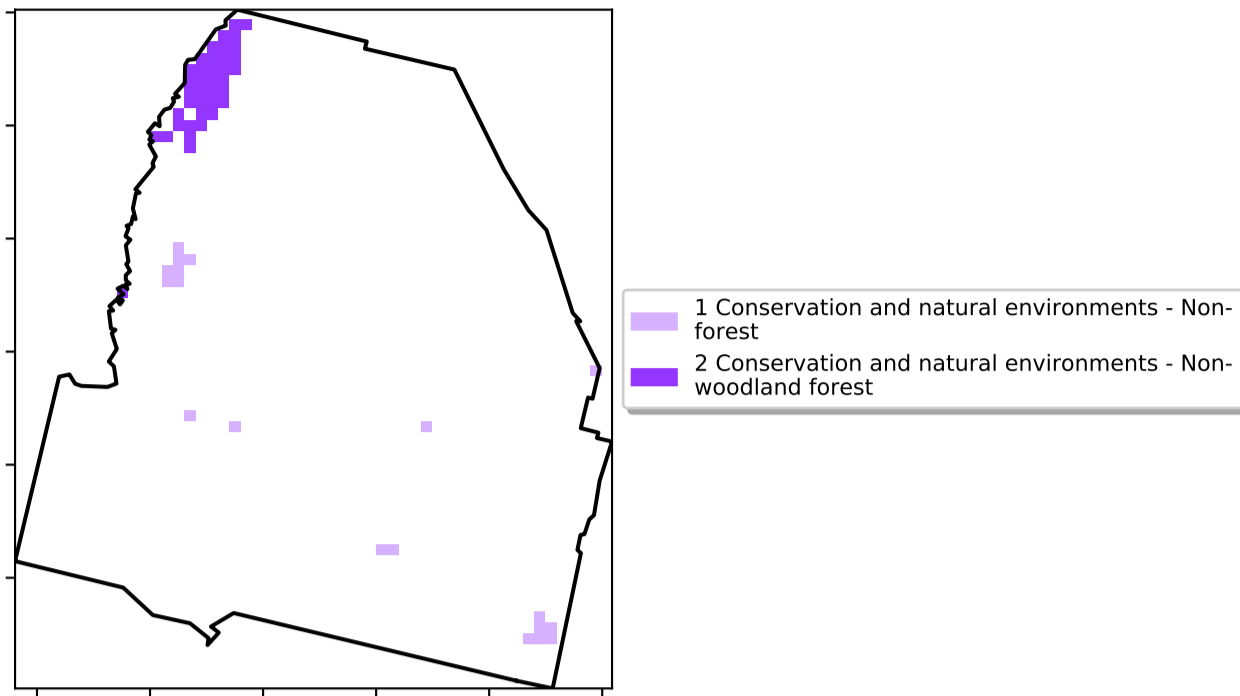 1 Conservation and natural environments - Non-
forest
2 Conservation and natural environments - Non-
woodland forest